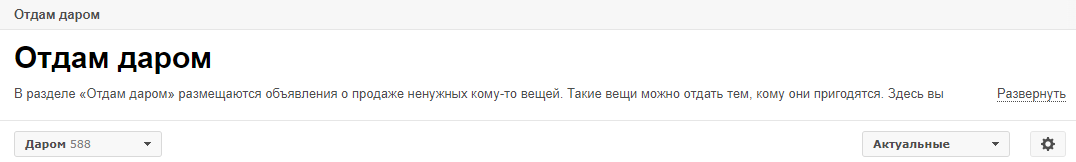 Отдам даром
Отдам даром
В разделе «Отдам даром» размещаются объявления о продаже ненужных кому-то вещей. Такие вещи можно отдать тем, кому они пригодятся. Здесь вы Развернуть
Даром 588 Актуальные